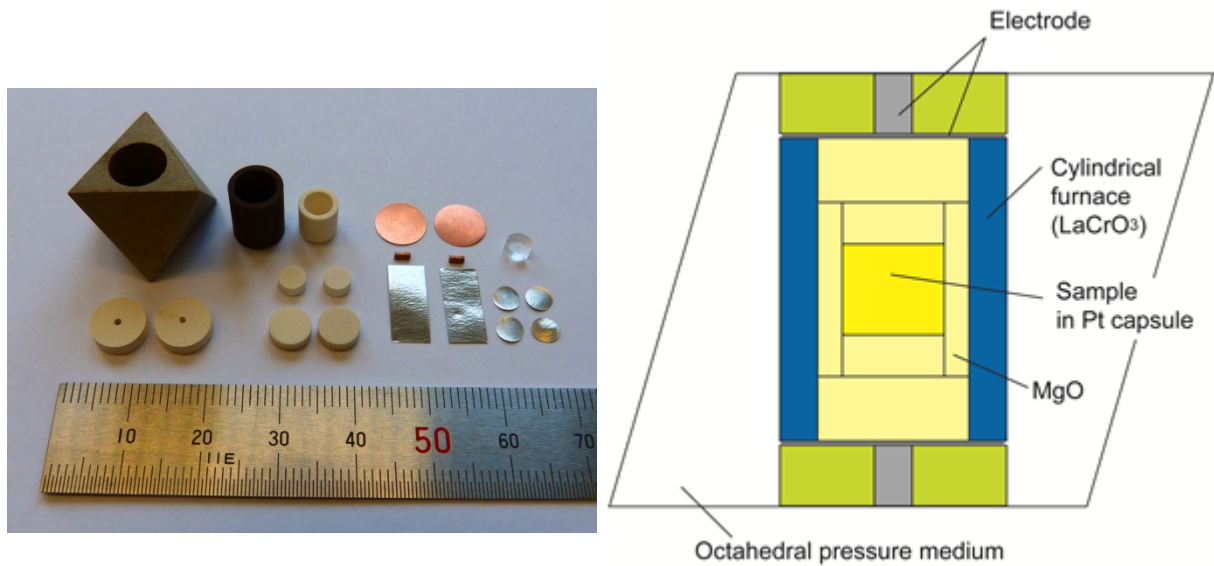 10 20 30 40 50 60 70
11E
Electrode
Cylindrical
furnace
(LaCrO3)
Sample
in Pt capsule
MgO
Octahedral pressure medium